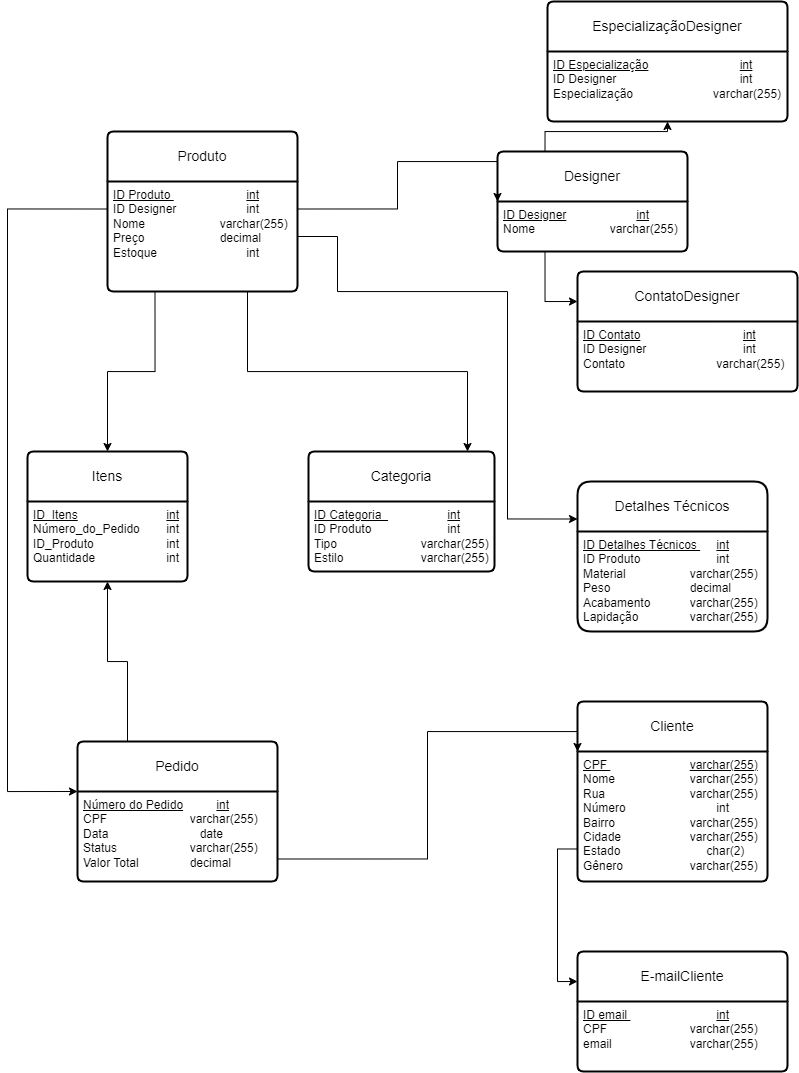 EspecializaçãoDesigner
ID Especialização int
ID Designer int
Especialização varchar(255)
Produto
ID Produto int
ID Designer int
Nome varchar(255)
Preço decimal
Estoque int
Designer
ID Designer int
Nome varchar(255)
ContatoDesigner
ID Contato int
ID Designer int
Contato varchar(255)
Itens
ID_Itens int
Número_do_Pedido int
ID_Produto int
Quantidade int
Categoria
ID Categoria int
ID Produto int
Tipo varchar(255)
Estilo varchar(255)
Detalhes Técnicos
ID Detalhes Técnicos int
ID Produto int
Material varchar(255)
Peso decimal
Acabamento varchar(255)
Lapidação varchar(255)
Pedido
Número do Pedido int
CPF varchar(255)
Data date
Status varchar(255)
Valor Total decimal
Cliente
CPF varchar(255)
Nome varchar(255)
Rua varchar(255)
Número int
Bairro varchar(255)
Cidade varchar(255)
Estado char(2)
Gênero varchar(255)
E-mailCliente
ID email int
CPF varchar(255)
email varchar(255)